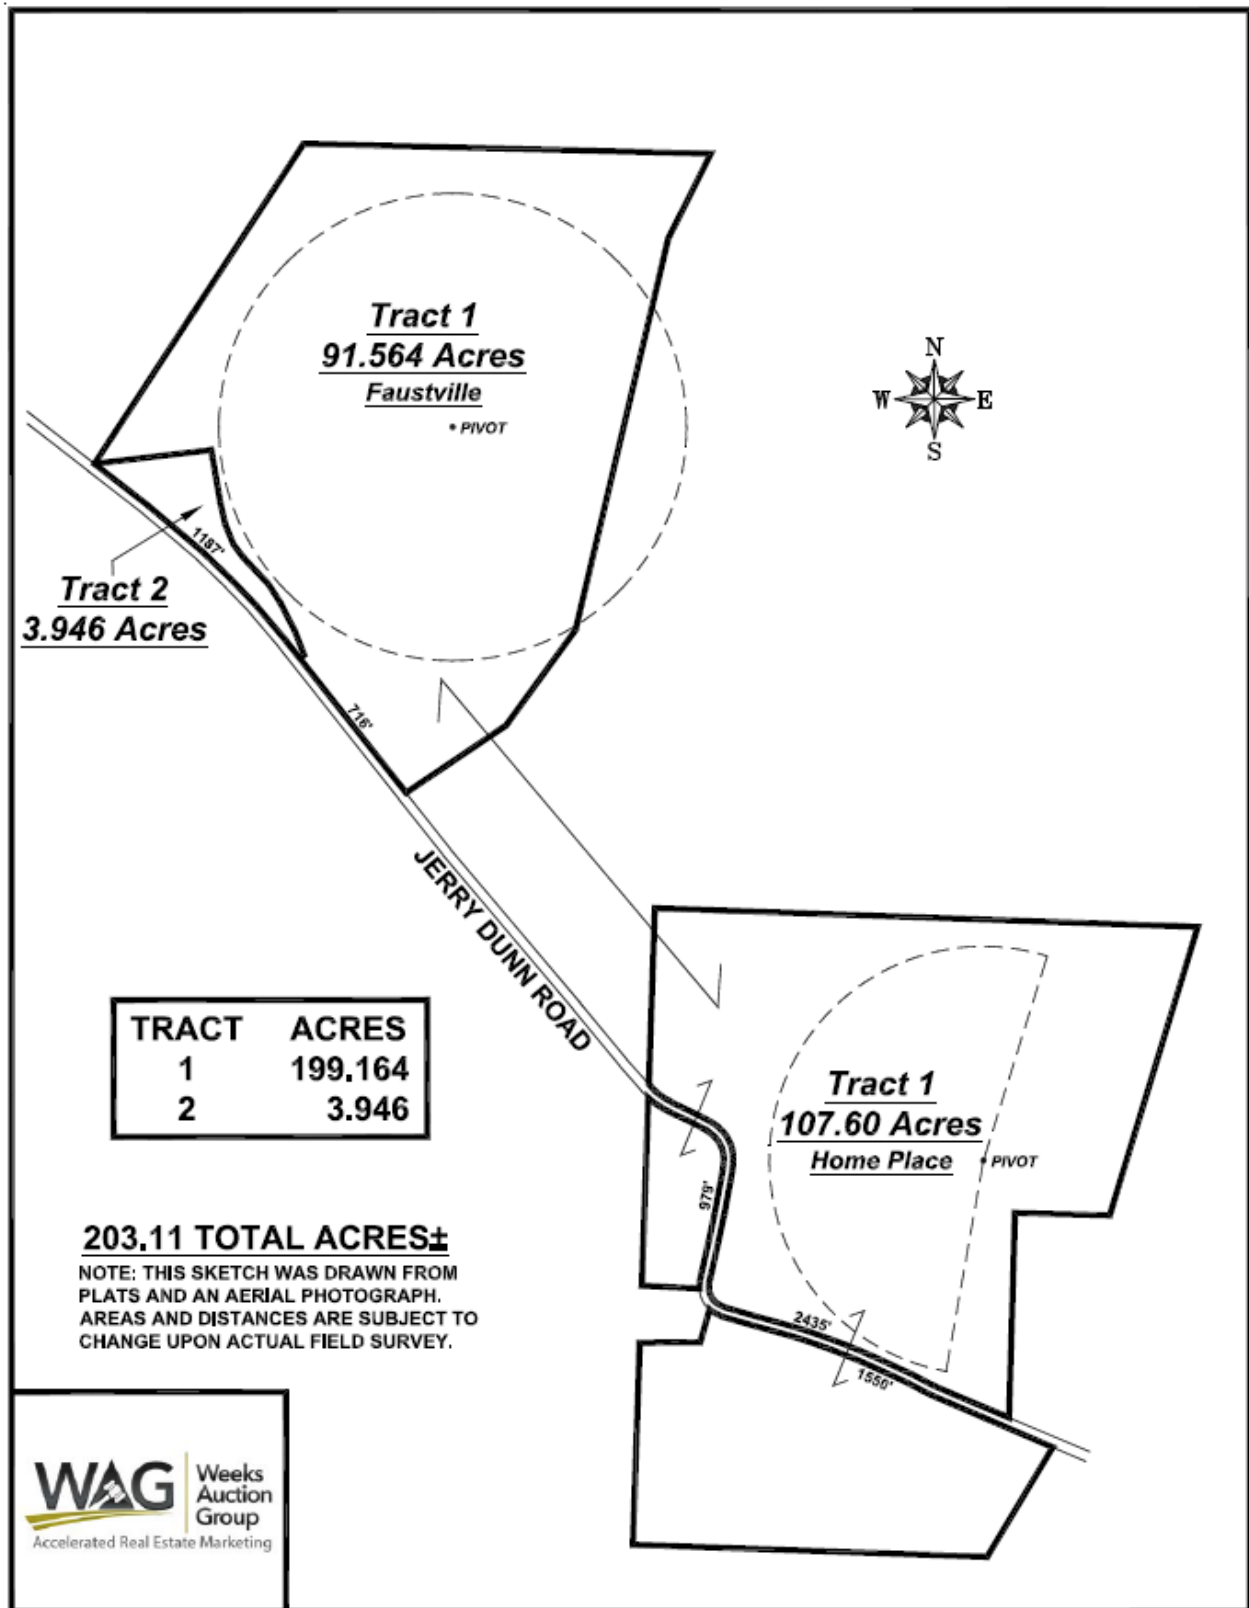 Tract 1
91.564 Acres
Faustville
PIVOT
N
W E
S
1187'
Tract 2
3.946 Acres
716'
JERRY DUNN ROAD
TRACT ACRES
1 199.164
2 3.946
Tract 1
107.60 Acres
Home Place
PIVOT
979'
2435'
1550'
203.11 TOTAL ACRES±
NOTE: THIS SKETCH WAS DRAWN FROM
PLATS AND AN AERIAL PHOTOGRAPH.
AREAS AND DISTANCES ARE SUBJECT TO
CHANGE UPON ACTUAL FIELD SURVEY.
WAG
Weeks
Auction
Group
Accelerated Real Estate Marketing